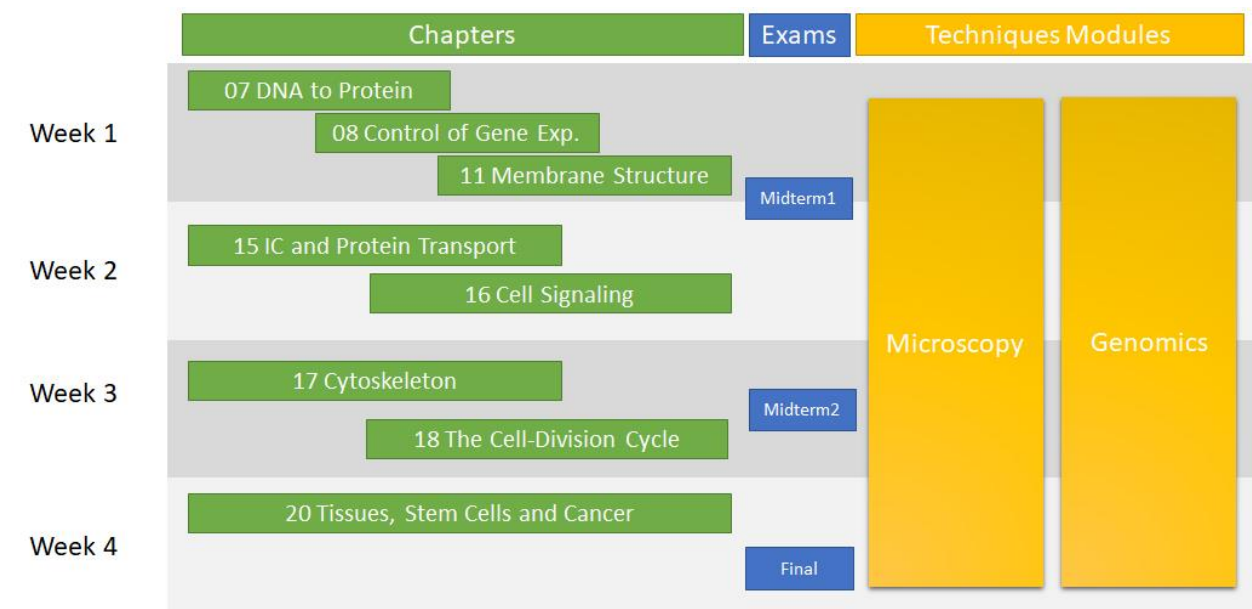 Chapters
Exams
Techniques Modules
Week 1
07 DNA to Protein
08 Control of Gene Exp.
11 Membrane Structure
Midterm1
Week 2
15 IC and Protein Transport
16 Cell Signaling
Microscopy
Genomics
Week 3
17 Cytoskeleton
Midterm2
18 The Cell-Division Cycle
Week 4
20 Tissues, Stem Cells and Cancer
Final